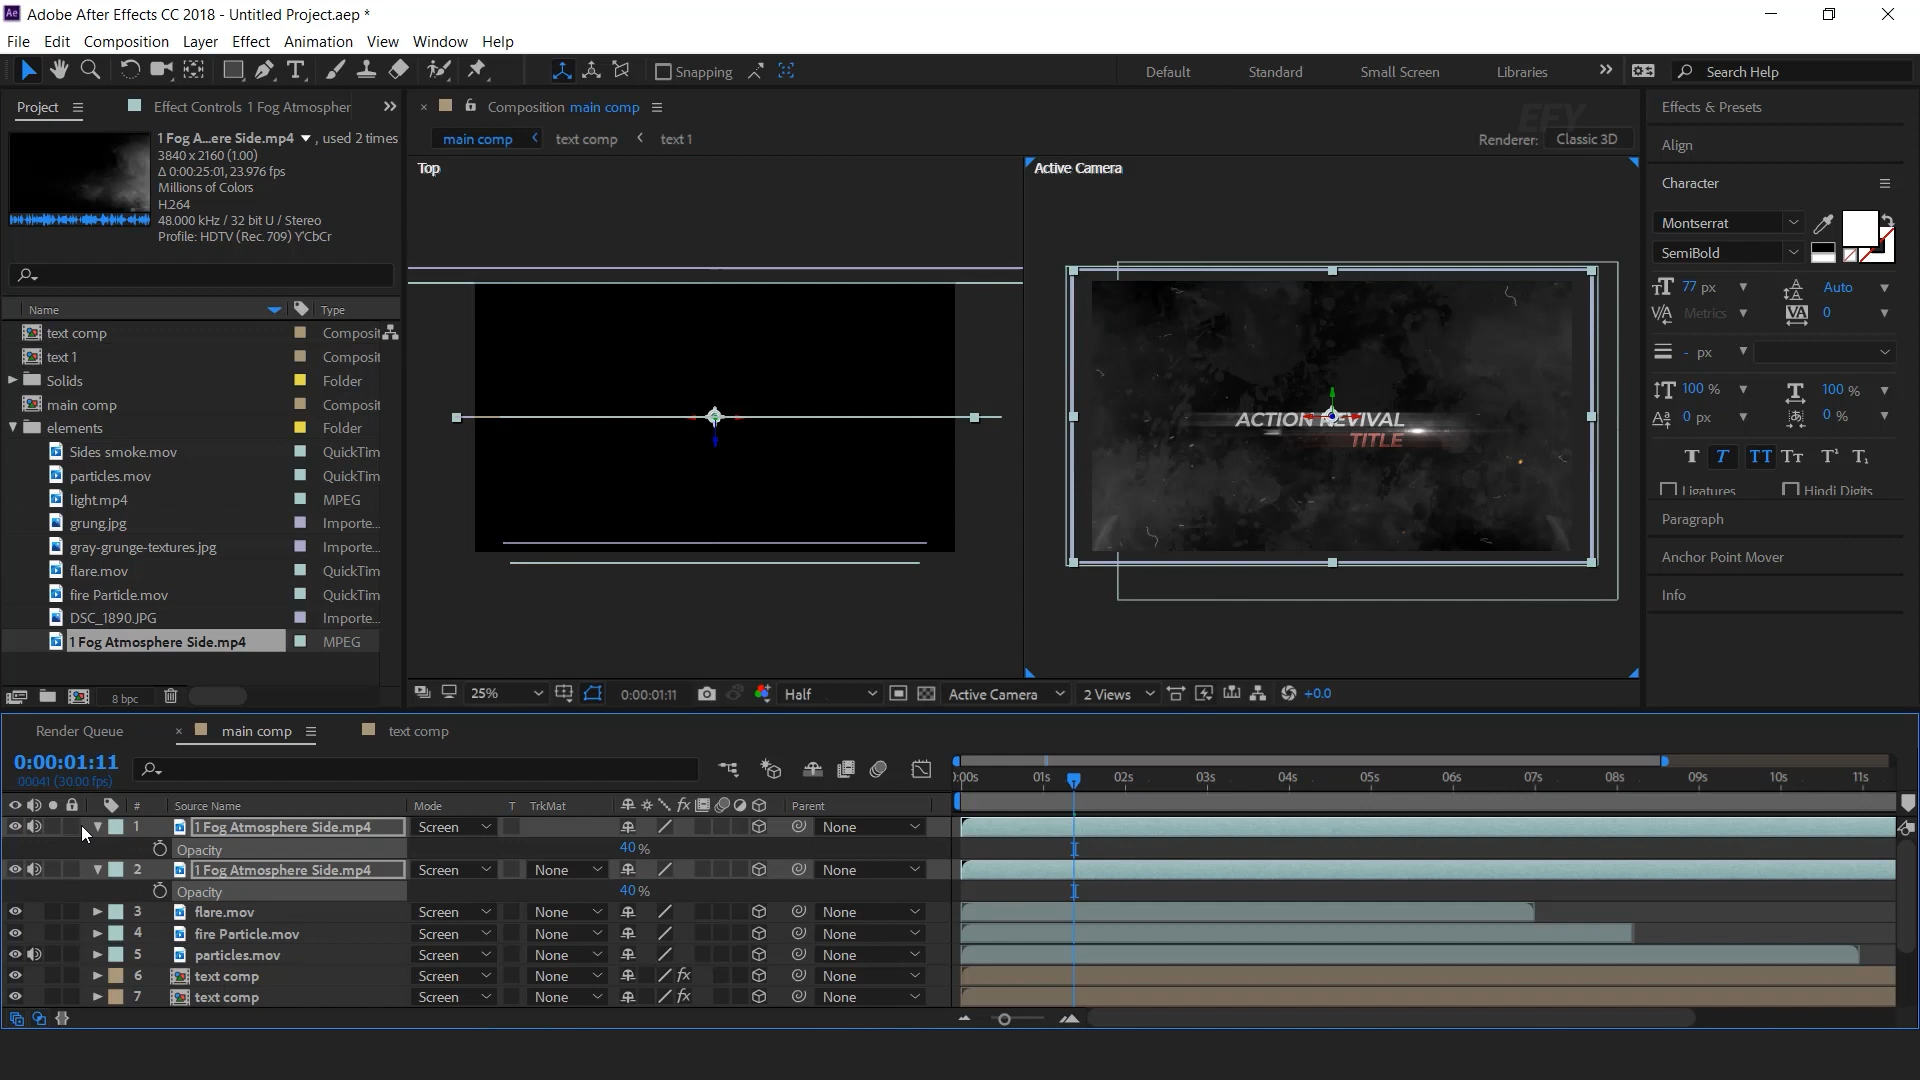 Adobe After Effects CC 2018 - Untitled Project.aep *
File Edit Composition Layer Effect Animation View Window Help
Snapping
Default Standard Small Screen Libraries Search Help
Project Effect Controls 1 Fog Atmospher
1 Fog A...ere Side.mp4 , used 2 times
3840 x 2160 (1.00)
Δ 0:00:25:01, 23.976 fps
Millions of Colors
H.264
48.000 kHz / 32 bit U / Stereo
Profile: HDTV (Rec. 709) Y'CbCr
Name Type
text comp Composit
text 1 Composit
Solids Folder
main comp Composit
elements Folder
Sides smoke.mov QuickTim
particles.mov QuickTim
light.mp4 MPEG
grung.jpg Importe...
gray-grunge-textures.jpg Importe...
flare.mov QuickTim
fire Particle.mov QuickTim
DSC_1890.JPG Importe...
1 Fog Atmosphere Side.mp4 MPEG
8 bpc
Composition main comp
main comp text comp text 1
EFY
Renderer: Classic 3D
Top
Active Camera
ACTION REVIVAL
TITLE
25% 0:00:01:11 Half Active Camera 2 Views +0.0
Effects & Presets
Align
Character
Montserrat
SemiBold
77 px Auto
Metrics 0
- px
100 % 100 %
0 px 0 %
T T TT Tт T¹ T₁
Ligatures Hindi Digits
Paragraph
Anchor Point Mover
Info
Render Queue main comp text comp
0:00:01:11
00041 (30.00 fps)
):00s 01s 02s 03s 04s 05s 06s 07s 08s 09s 10s 11s
# Source Name Mode T TrkMat fx Parent
1 1 Fog Atmosphere Side.mp4 Screen None
Opacity 40 %
2 1 Fog Atmosphere Side.mp4 Screen None None
Opacity 40 %
3 flare.mov Screen None None
4 fire Particle.mov Screen None None
5 particles.mov Screen None None
6 text comp Screen None fx None
7 text comp Screen None fx None